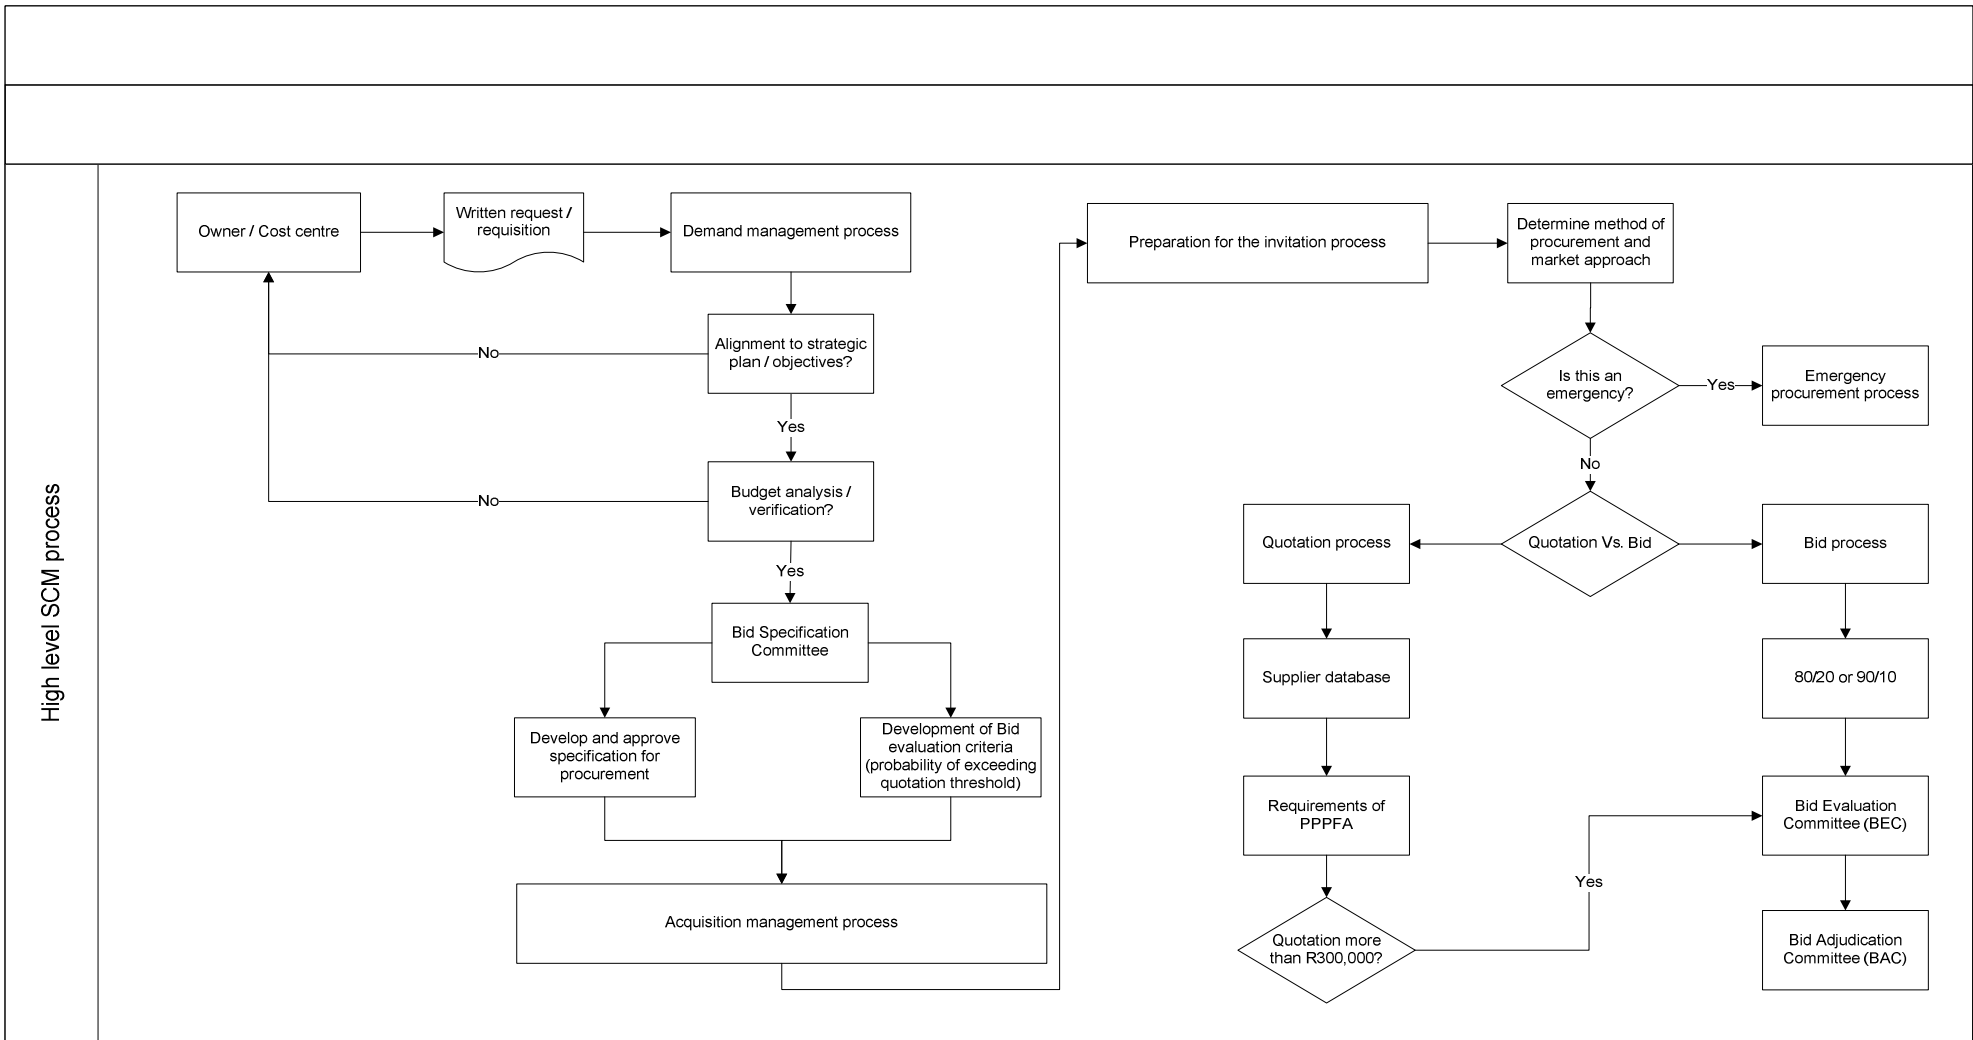 High level SCM process
Owner / Cost centre
Written request /
requisition
Demand management process
Alignment to strategic
plan / objectives?
No
Yes
Budget analysis /
verification?
No
Yes
Bid Specification
Committee
Develop and approve
specification for
procurement
Development of Bid
evaluation criteria
(probability of exceeding
quotation threshold)
Acquisition management process
Preparation for the invitation process
Determine method of
procurement and
market approach
Is this an
emergency?
Yes
Emergency
procurement process
No
Quotation Vs. Bid
Quotation process
Bid process
Supplier database
80/20 or 90/10
Requirements of
PPPFA
Bid Evaluation
Committee (BEC)
Yes
Quotation more
than R300,000?
Bid Adjudication
Committee (BAC)